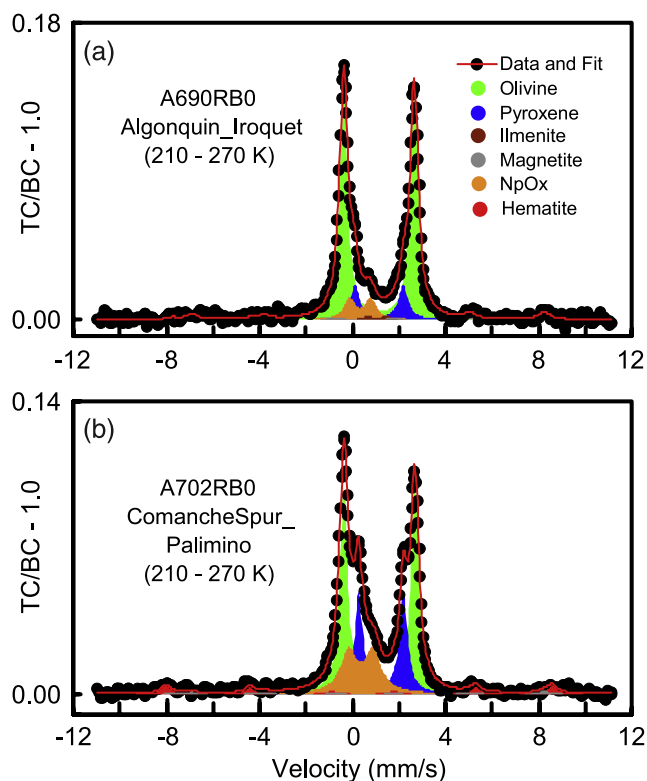 0.18
(a)
A690RB0
Algonquin_Iroquet
(210 - 270 K)
Data and Fit
Olivine
Pyroxene
Ilmenite
Magnetite
NpOx
Hematite
TC/BC - 1.0
0.00
-12 -8 -4 0 4 8 12
0.14
(b)
A702RB0
ComancheSpur_
Palimino
(210 - 270 K)
TC/BC - 1.0
0.00
-12 -8 -4 0 4 8 12
Velocity (mm/s)